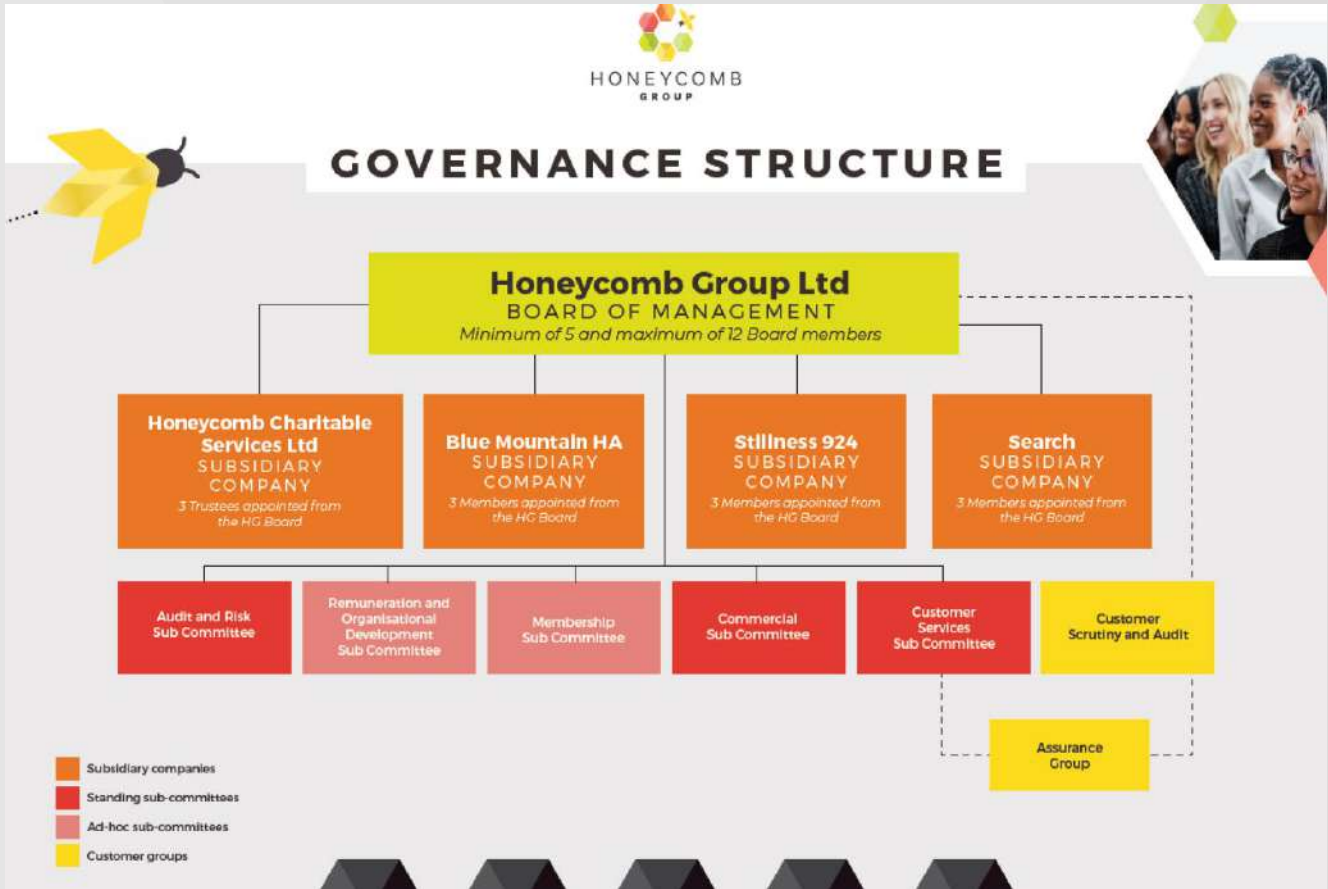 HONEYCOMB
GROUP
GOVERNANCE STRUCTURE
Honeycomb Group Ltd
BOARD OF MANAGEMENT
Minimum of 5 and maximum of 12 Board members
Honeycomb Charitable
Services Ltd
SUBSIDIARY
COMPANY
3 Trustees appointed from
the HG Board
Blue Mountain HA
SUBSIDIARY
COMPANY
3 Members appointed from
the HG Board
Stillness 924
SUBSIDIARY
COMPANY
3 Members appointed from
the HG Board
Search
SUBSIDIARY
COMPANY
3 Members appointed from
the HG Board
Audit and Risk
Sub Committee
Remuneration and
Organisational
Development
Sub Committee
Membership
Sub Committee
Commercial
Sub Committee
Customer
Services
Sub Committee
Customer
Scrutiny and Audit
Assurance
Group
Subsidiary companies
Standing sub-committees
Ad-hoc sub-committees
Customer groups